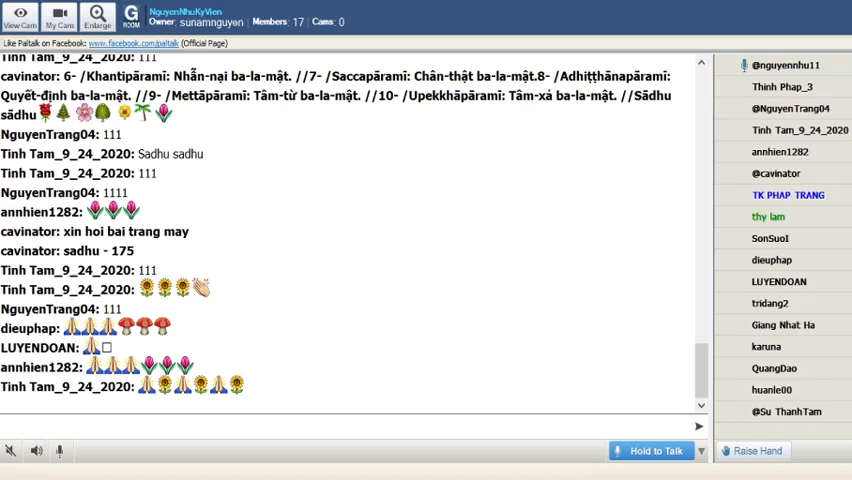 NguyenNhuKyVien
Owner: sunamnguyen Members: 17 Cams: 0
View Cam My Cam Enlarge G ROOM
Like Paltalk on Facebook: www.facebook.com/paltalk (Official Page)
Tinh Tam_9_24_2020: 111
cavinator: 6- /Khantipāramī: Nhẫn-nại ba-la-mật. //7- /Saccapāramī: Chân-thật ba-la-mật.8- /Adhiṭṭhānapāramī:
Quyết-định ba-la-mật. //9- /Mettāpāramī: Tâm-từ ba-la-mật. //10- /Upekkhāpāramī: Tâm-xả ba-la-mật. //Sādhu
sādhu
NguyenTrang04: 111
Tinh Tam_9_24_2020: Sadhu sadhu
Tinh Tam_9_24_2020: 111
NguyenTrang04: 1111
annhien1282:
cavinator: xin hoi bai trang may
cavinator: sadhu - 175
Tinh Tam_9_24_2020: 111
Tinh Tam_9_24_2020:
NguyenTrang04: 111
dieuphap:
LUYENDOAN:
annhien1282:
Tinh Tam_9_24_2020:
Hold to Talk
@nguyennhu11
Thinh Phap_3
@NguyenTrang04
Tinh Tam_9_24_2020
annhien1282
@cavinator
TK PHAP TRANG
thy lam
SonSuoI
dieuphap
LUYENDOAN
tridang2
Giang Nhat Ha
karuna
QuangDao
huanle00
@Su ThanhTam
Raise Hand